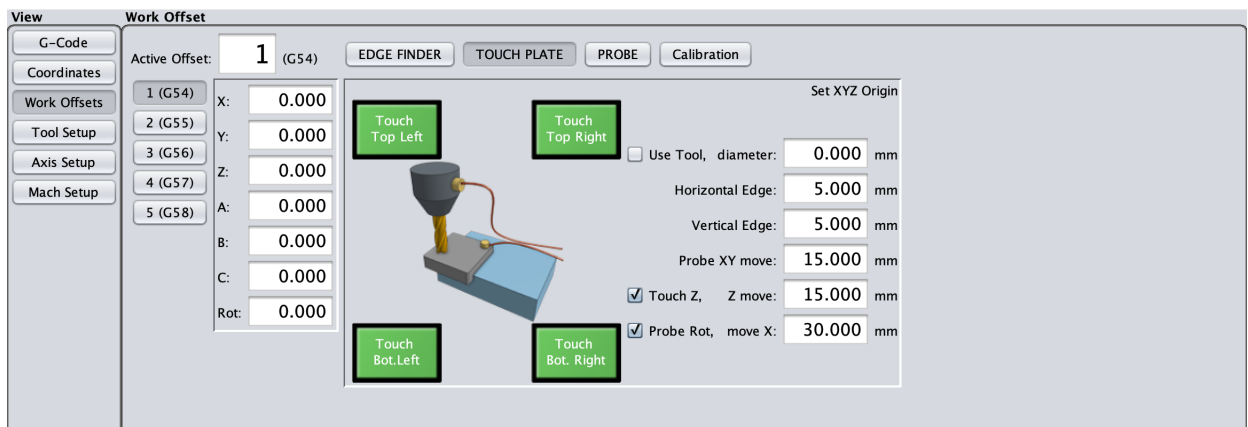 View
Work Offset
G-Code
Coordinates
Work Offsets
Tool Setup
Axis Setup
Mach Setup
Active Offset: 1 (G54)
EDGE FINDER TOUCH PLATE PROBE Calibration
1 (G54)
2 (G55)
3 (G56)
4 (G57)
5 (G58)
X: 0.000
Y: 0.000
Z: 0.000
A: 0.000
B: 0.000
C: 0.000
Rot: 0.000
Touch
Top Left
Touch
Top Right
Touch
Bot.Left
Touch
Bot. Right
Set XYZ Origin
Use Tool, diameter: 0.000 mm
Horizontal Edge: 5.000 mm
Vertical Edge: 5.000 mm
Probe XY move: 15.000 mm
Touch Z, Z move: 15.000 mm
Probe Rot, move X: 30.000 mm